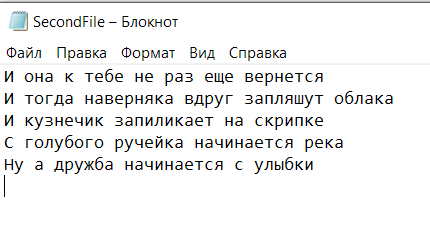 SecondFile – Блокнот
Файл Правка Формат Вид Справка
И она к тебе не раз еще вернется
И тогда наверняка вдруг запляшут облака
И кузнечик запиликает на скрипке
С голубого ручейка начинается река
Ну а дружба начинается с улыбки